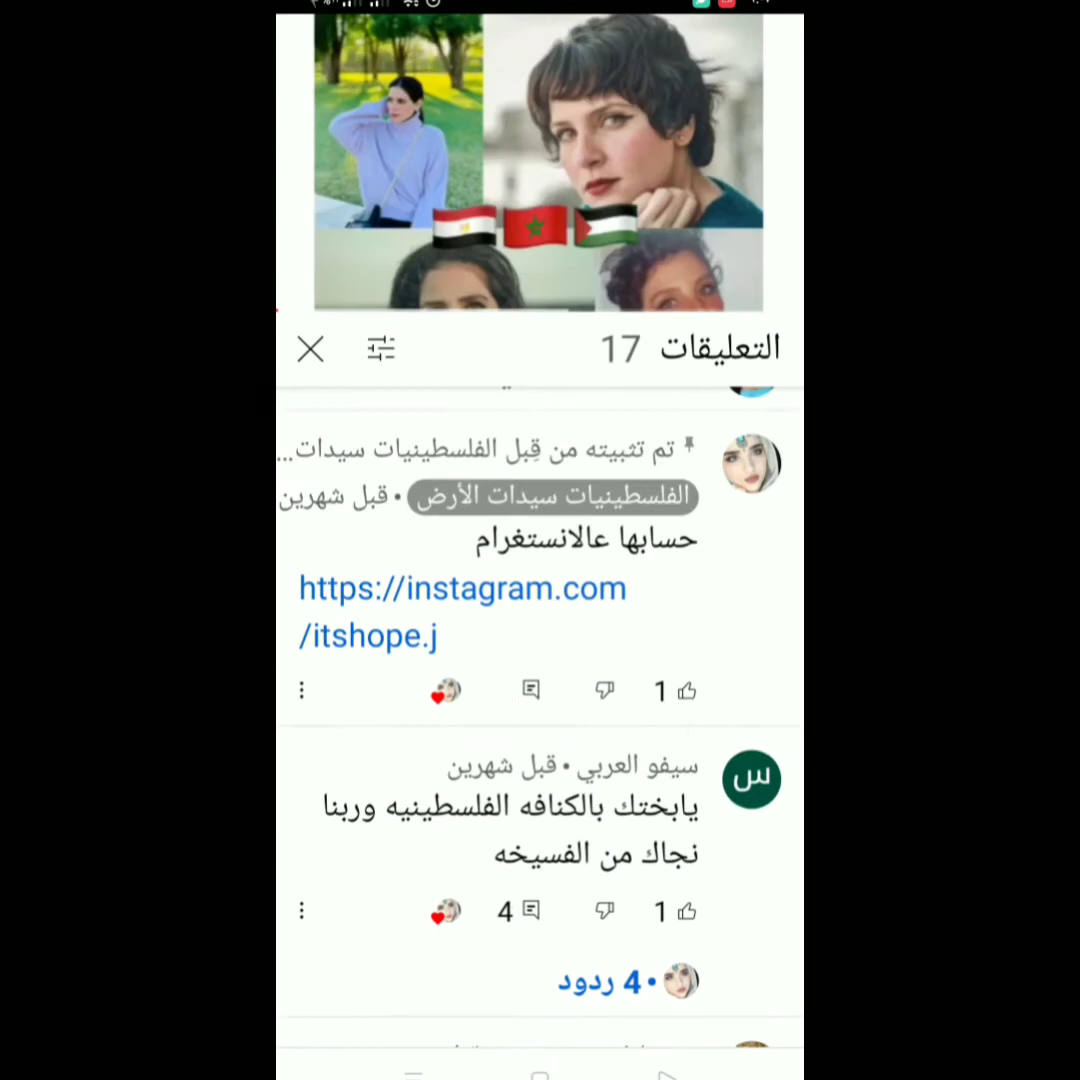 التعليقات 17
تم تثبيته من قِبل الفلسطينيات سيدات...
الفلسطينيات سيدات الأرض • قبل شهرين
حسابها عالانستغرام
https://instagram.com
/itshope.j
1
سيفو العربي • قبل شهرين
س
يابختك بالكنافه الفلسطينيه وربنا
نجاك من الفسيخه
1
4
• 4 ردود